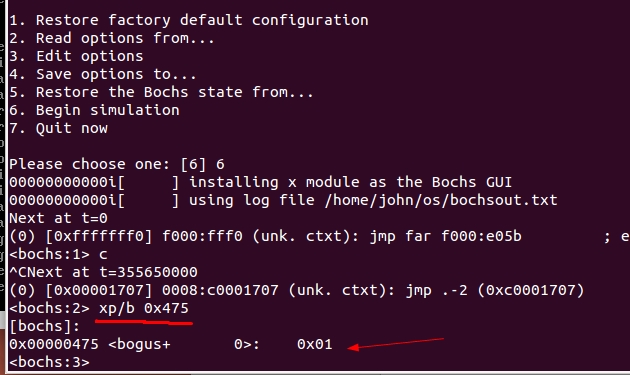 1. Restore factory default configuration
2. Read options from...
3. Edit options
4. Save options to...
5. Restore the Bochs state from...
6. Begin simulation
7. Quit now
Please choose one: [6] 6
00000000000i[      ] installing x module as the Bochs GUI
00000000000i[      ] using log file /home/john/os/bochsout.txt
Next at t=0
(0) [0xfffffff0] f000:fff0 (unk. ctxt): jmp far f000:e05b          ; e
<bochs:1> c
^CNext at t=355650000
(0) [0x00001707] 0008:c0001707 (unk. ctxt): jmp .-2 (0xc0001707)
<bochs:2> xp/b 0x475
[bochs]:
0x00000475 <bogus+       0>:    0x01
<bochs:3>